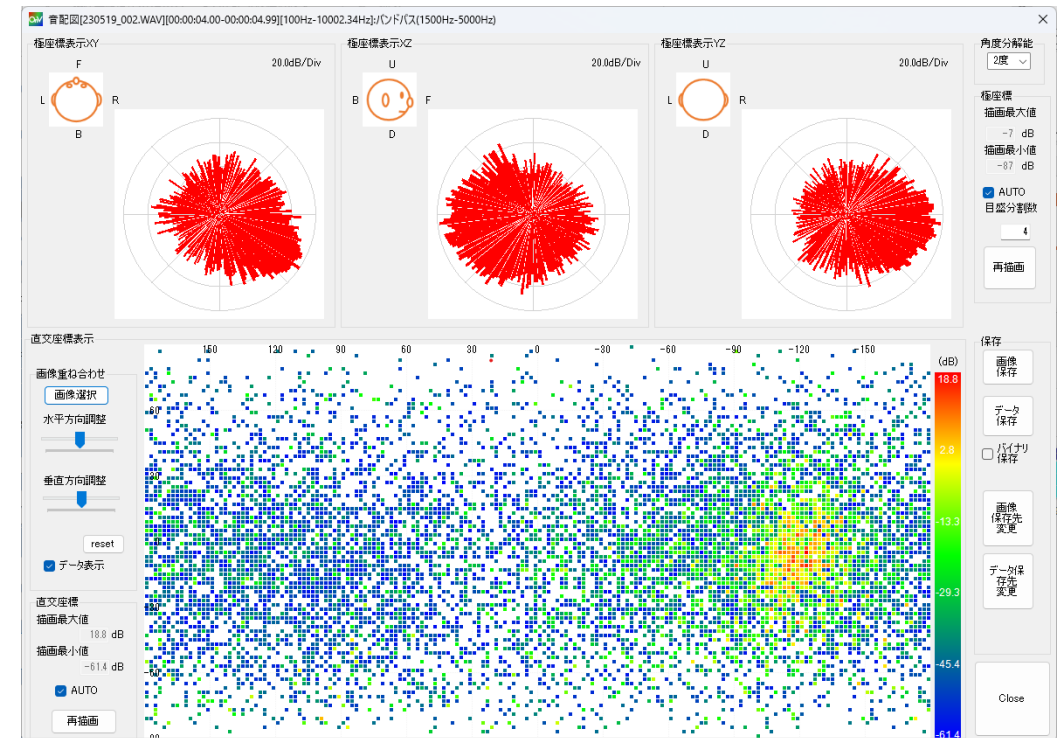 音配図[230519_002.WAV][00:00:04.00-00:00:04.99][100Hz-10002.34Hz]:バンドパス(1500Hz-5000Hz)
極座標表示XY
F
20.0dB/Div
L
R
B
極座標表示XZ
U
20.0dB/Div
B
F
D
極座標表示YZ
U
20.0dB/Div
L
R
D
角度分解能
2度
極座標
描画最大値
-7 dB
描画最小値
-87 dB
AUTO
目盛分割数
4
再描画
直交座標表示
150 120 90 60 30 0 -30 -60 -90 -120 -150
60
30
0
-30
-60
-90
(dB)
18.8
2.8
-13.3
-29.3
-45.4
-61.4
画像重ね合わせ
画像選択
水平方向調整
垂直方向調整
reset
データ表示
直交座標
描画最大値
18.8 dB
描画最小値
-61.4 dB
AUTO
再描画
保存
画像
保存
データ
保存
バイナリ
保存
画像
保存先
変更
データ保
存先
変更
Close